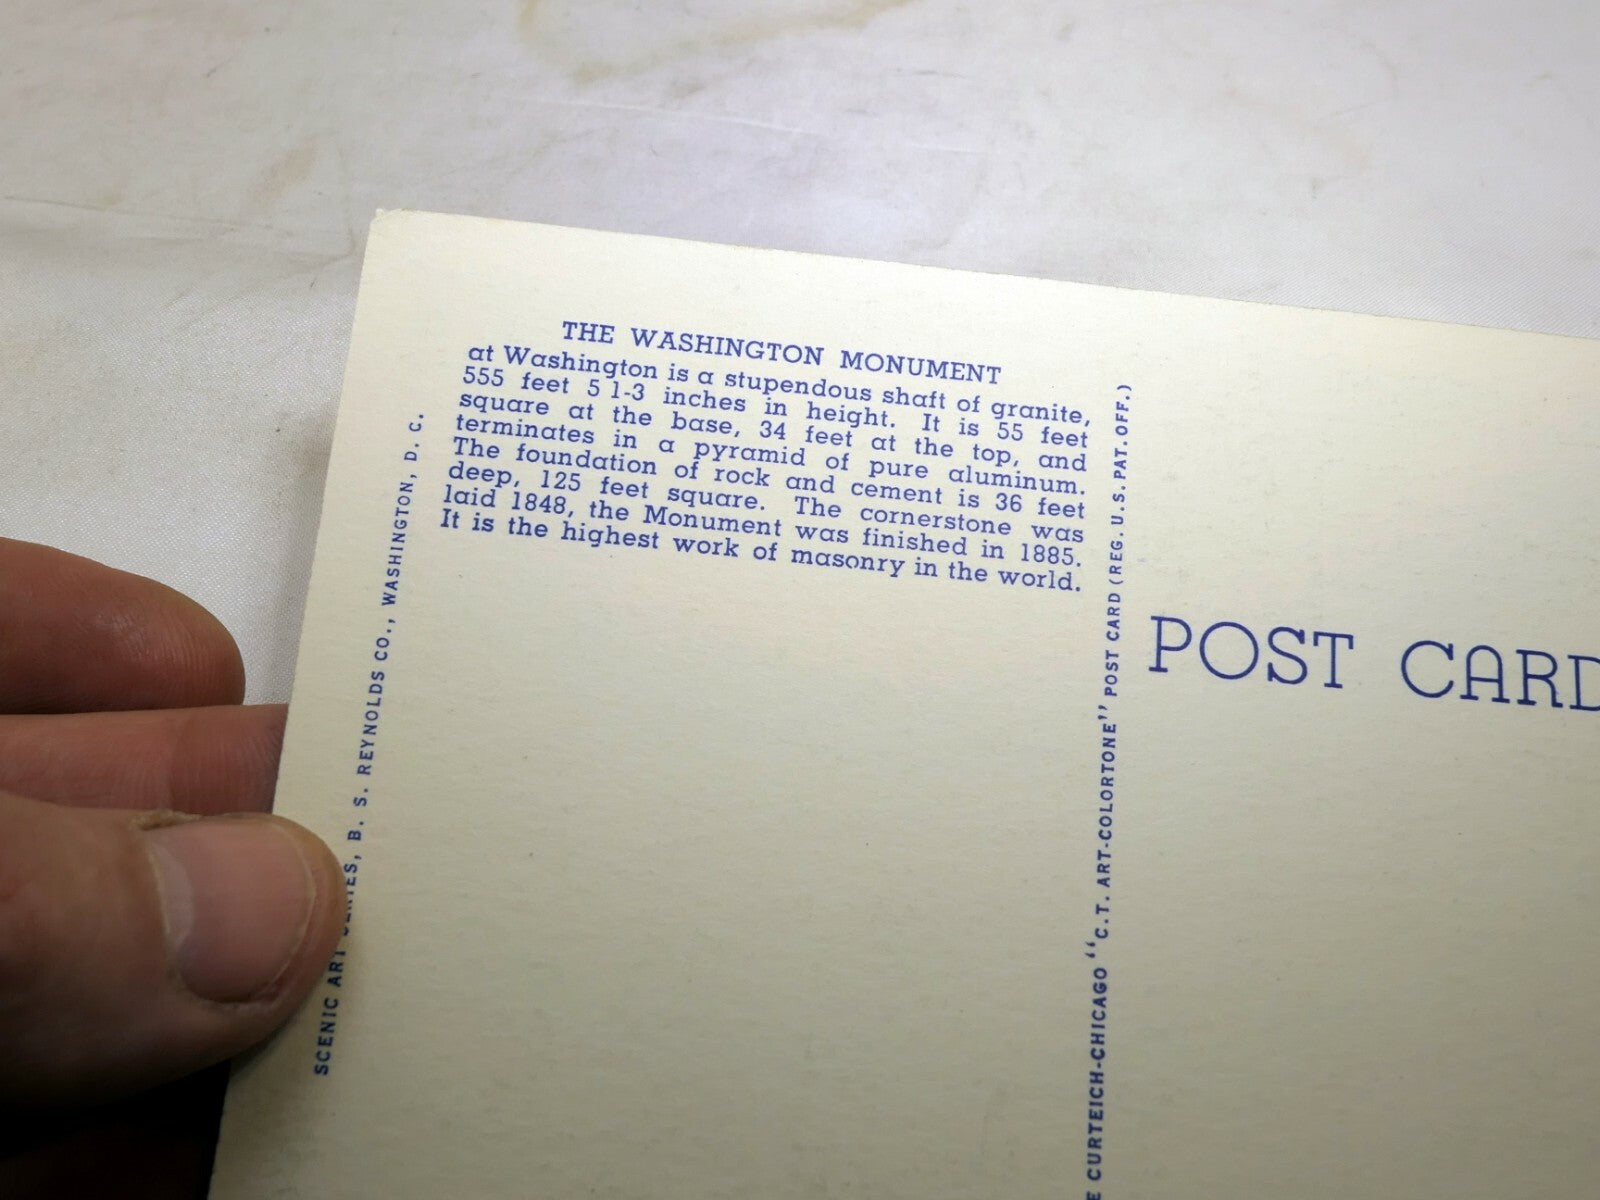 THE WASHINGTON MONUMENT
at Washington is a stupendous shaft of granite,
555 feet 5 1-3 inches in height. It is 55 feet
square at the base, 34 feet at the top, and
terminates in a pyramid of pure aluminum.
The foundation of rock and cement is 36 feet
deep, 125 feet square. The cornerstone was
laid 1848, the Monument was finished in 1885.
It is the highest work of masonry in the world.
SCENIC ART SERIES, B. S. REYNOLDS CO., WASHINGTON, D. C.
CURTEICH-CHICAGO "C.T. ART-COLORTONE" POST CARD (REG. U.S. PAT. OFF.)
POST CARD